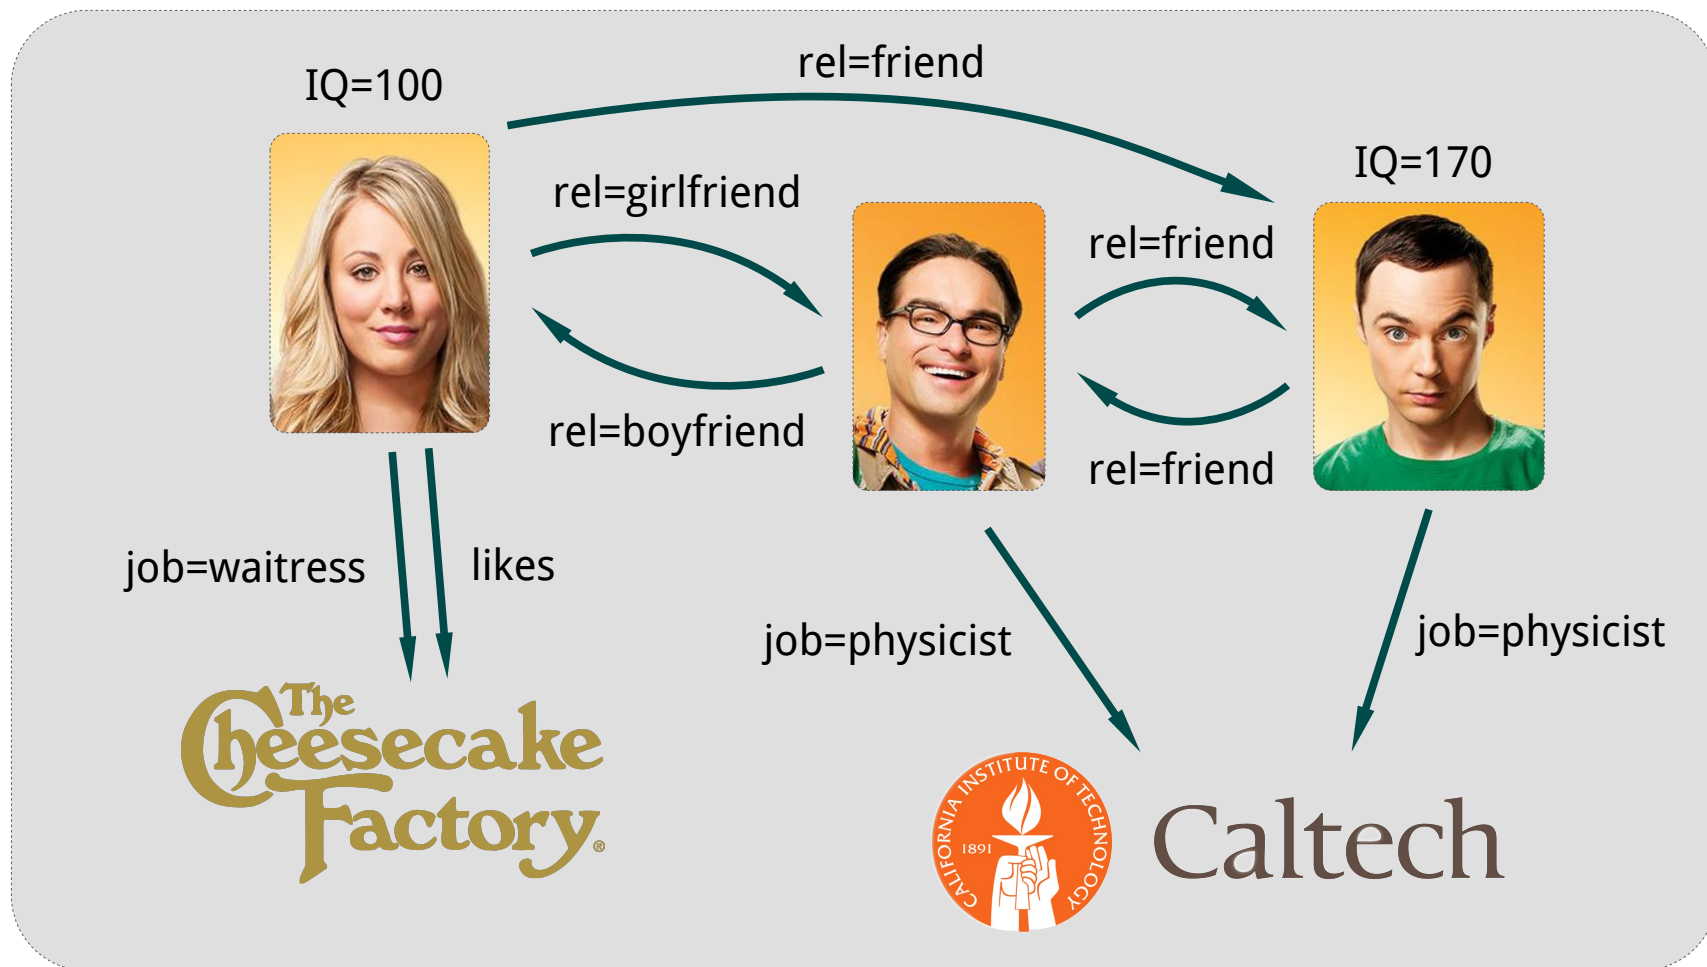 rel=friend
IQ=100
IQ=170
rel=girlfriend
rel=friend
rel=boyfriend
rel=friend
job=waitress
likes
job=physicist
job=physicist
The
Cheesecake
Factory®
CALIFORNIA INSTITUTE OF TECHNOLOGY
1891
Caltech